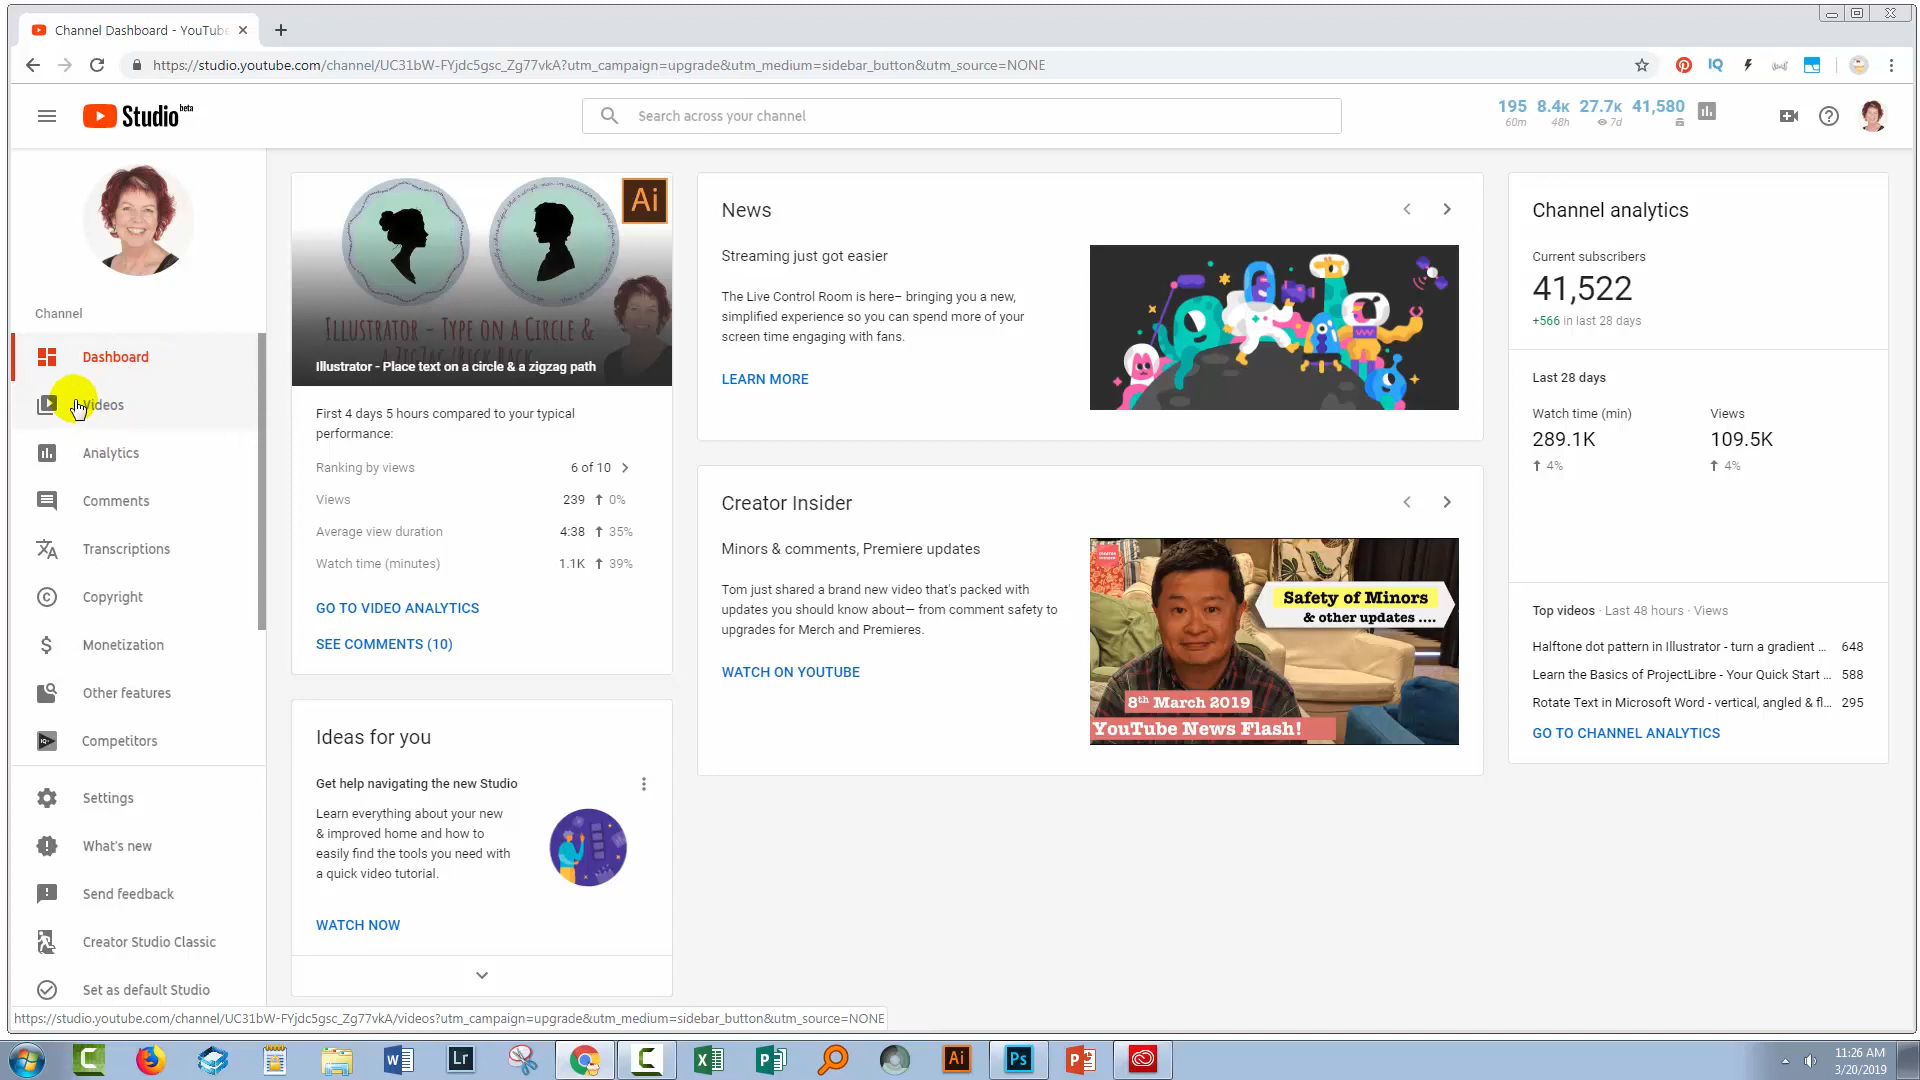 Channel Dashboard - YouTube
https://studio.youtube.com/channel/UC31bW-FYjdc5gsc_Zg77vkA?utm_campaign=upgrade&utm_medium=sidebar_button&utm_source=NONE
IQ
Studio beta
Search across your channel
195 8.4K 27.7K 41,580
60m 48h 7d
Channel
Dashboard
Videos
Analytics
Comments
Transcriptions
Copyright
Monetization
Other features
Competitors
Settings
What's new
Send feedback
Creator Studio Classic
Set as default Studio
Ai
ILLUSTRATOR - TYPE ON A CIRCLE &
Illustrator - Place text on a circle & a zigzag path
First 4 days 5 hours compared to your typical
performance:
Ranking by views 6 of 10
Views 239 0%
Average view duration 4:38 35%
Watch time (minutes) 1.1K 39%
GO TO VIDEO ANALYTICS
SEE COMMENTS (10)
Ideas for you
Get help navigating the new Studio
Learn everything about your new
& improved home and how to
easily find the tools you need with
a quick video tutorial.
WATCH NOW
News
Streaming just got easier
The Live Control Room is here– bringing you a new,
simplified experience so you can spend more of your
screen time engaging with fans.
LEARN MORE
Creator Insider
Minors & comments, Premiere updates
Tom just shared a brand new video that's packed with
updates you should know about— from comment safety to
upgrades for Merch and Premieres.
WATCH ON YOUTUBE
Safety of Minors
& other updates ....
8th March 2019
YouTube News Flash!
Channel analytics
Current subscribers
41,522
+566 in last 28 days
Last 28 days
Watch time (min) Views
289.1K 109.5K
4% 4%
Top videos · Last 48 hours · Views
Halftone dot pattern in Illustrator - turn a gradient ... 648
Learn the Basics of ProjectLibre - Your Quick Start ... 588
Rotate Text in Microsoft Word - vertical, angled & fl... 295
GO TO CHANNEL ANALYTICS
https://studio.youtube.com/channel/UC31bW-FYjdc5gsc_Zg77vkA/videos?utm_campaign=upgrade&utm_medium=sidebar_button&utm_source=NONE
Lr
Ai
Ps
11:26 AM
3/20/2019